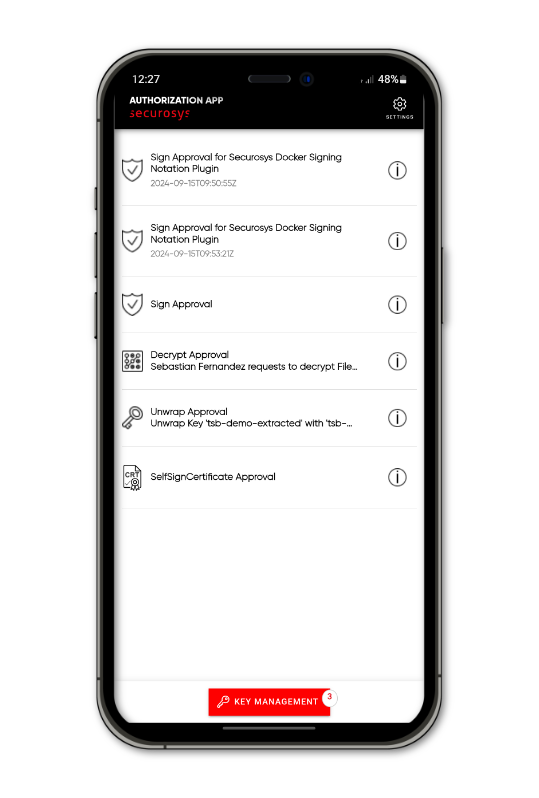 12:27
48%
AUTHORIZATION APP
securosys
SETTINGS
Sign Approval for Securosys Docker Signing
Notation Plugin
2024-09-15T09:50:55Z
Sign Approval for Securosys Docker Signing
Notation Plugin
2024-09-15T09:53:21Z
Sign Approval
Decrypt Approval
Sebastian Fernandez requests to decrypt File...
Unwrap Approval
Unwrap Key 'tsb-demo-extracted' with 'tsb-...
CRT
SelfSignCertificate Approval
KEY MANAGEMENT
3